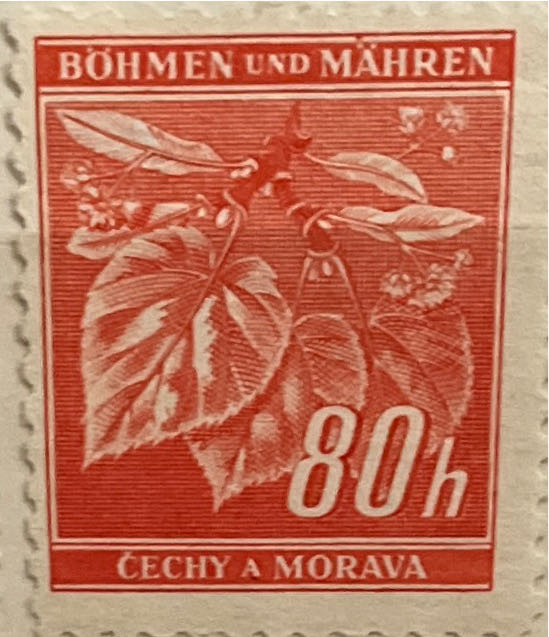 BÖHMEN UND MÄHREN
80h
ČECHY A MORAVA